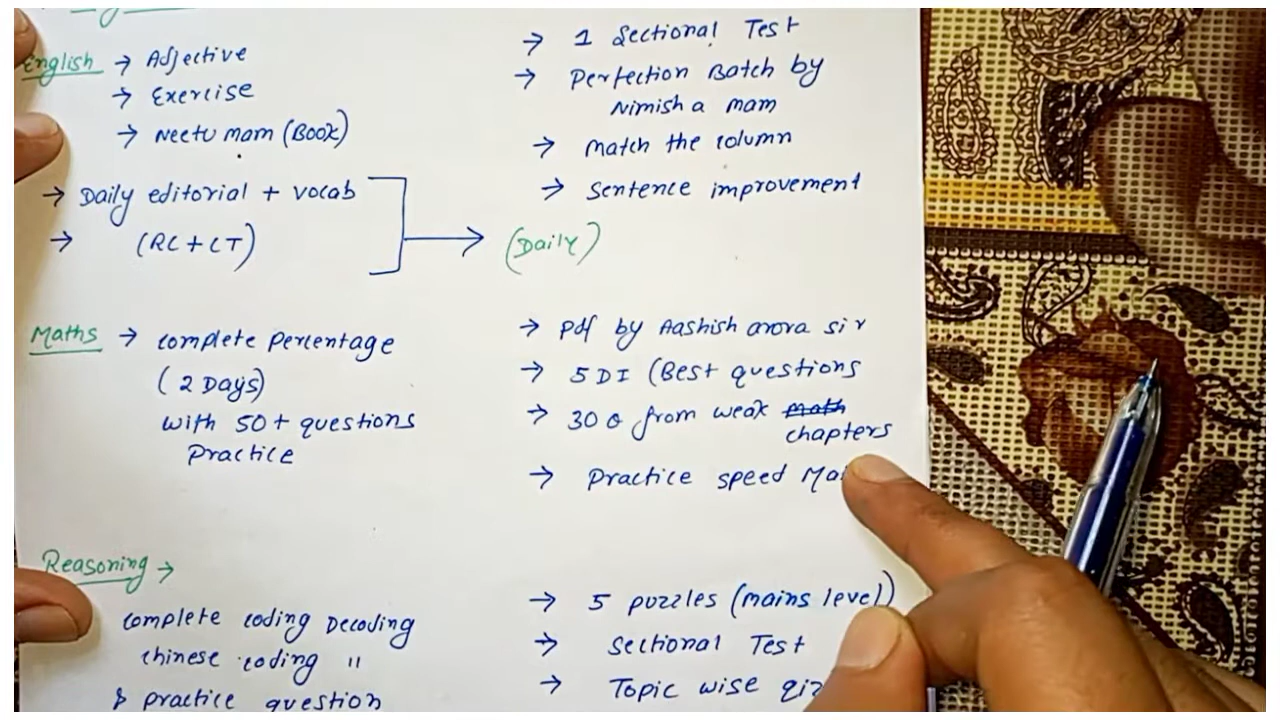 English → Adjective
→ Exercise
→ Neetu mam (Book)
→ Daily editorial + vocab
→ (RC + CT)
(Daily)
→ 1 Sectional Test
→ Perfection Batch by
Nimisha mam
→ Match the column
→ Sentence improvement
Maths → Complete Percentage
(2 Days)
with 50+ questions
Practice
→ Pdf by Aashish arora sir
→ 5 DI (Best questions
→ 30 Q from weak math
chapters
→ Practice speed
Reasoning →
Complete coding Decoding
Chinese coding "
& practice question
→ 5 puzzles (mains level)
→ Sectional Test
→ Topic wise